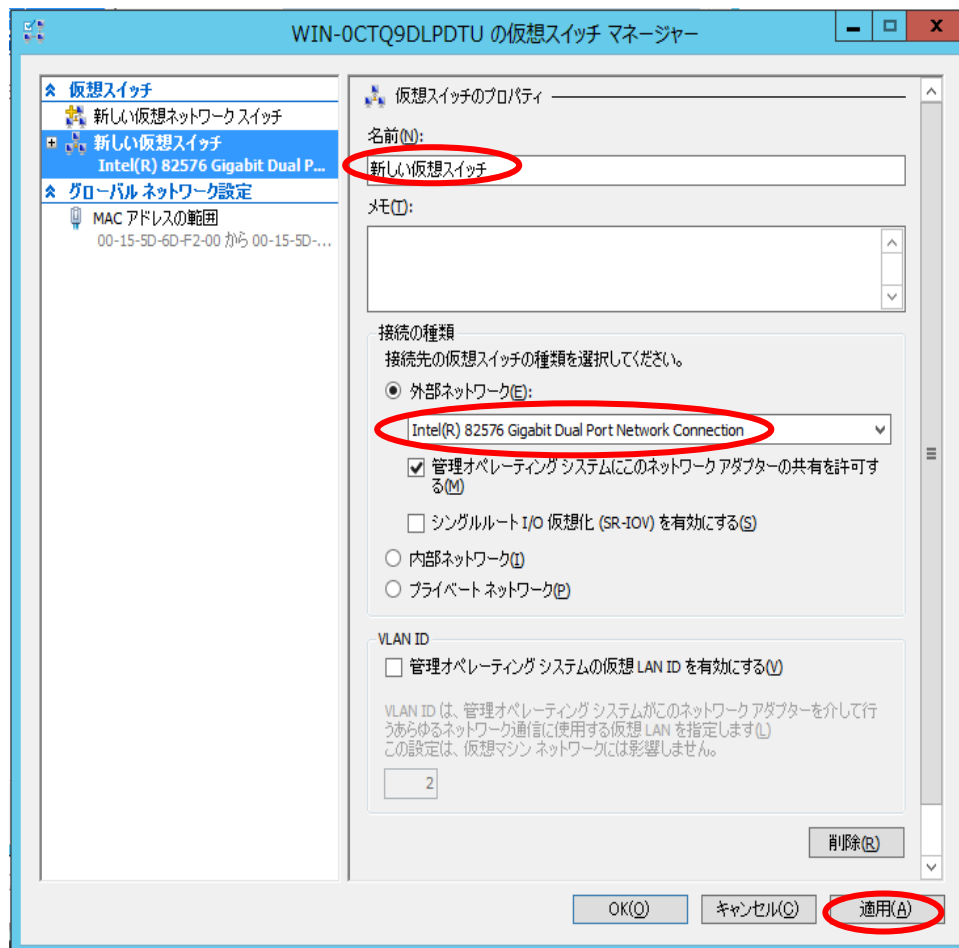 WIN-0CTQ9DLPDTU の仮想スイッチ マネージャー
仮想スイッチ
新しい仮想ネットワーク スイッチ
新しい仮想スイッチ
Intel(R) 82576 Gigabit Dual P...
グローバル ネットワーク設定
MAC アドレスの範囲
00-15-5D-6D-F2-00 から 00-15-5D-...
仮想スイッチのプロパティ
名前(N):
新しい仮想スイッチ
メモ(T):
接続の種類
接続先の仮想スイッチの種類を選択してください。
外部ネットワーク(E):
Intel(R) 82576 Gigabit Dual Port Network Connection
管理オペレーティング システムにこのネットワーク アダプターの共有を許可す
る(M)
シングルルート I/O 仮想化 (SR-IOV) を有効にする(S)
内部ネットワーク(I)
プライベート ネットワーク(P)
VLAN ID
管理オペレーティング システムの仮想 LAN ID を有効にする(V)
VLAN ID は、管理オペレーティング システムがこのネットワーク アダプターを介して行
うあらゆるネットワーク通信に使用する仮想 LAN を指定します(L)
この設定は、仮想マシン ネットワークには影響しません。
2
削除(R)
OK(O)
キャンセル(C)
適用(A)